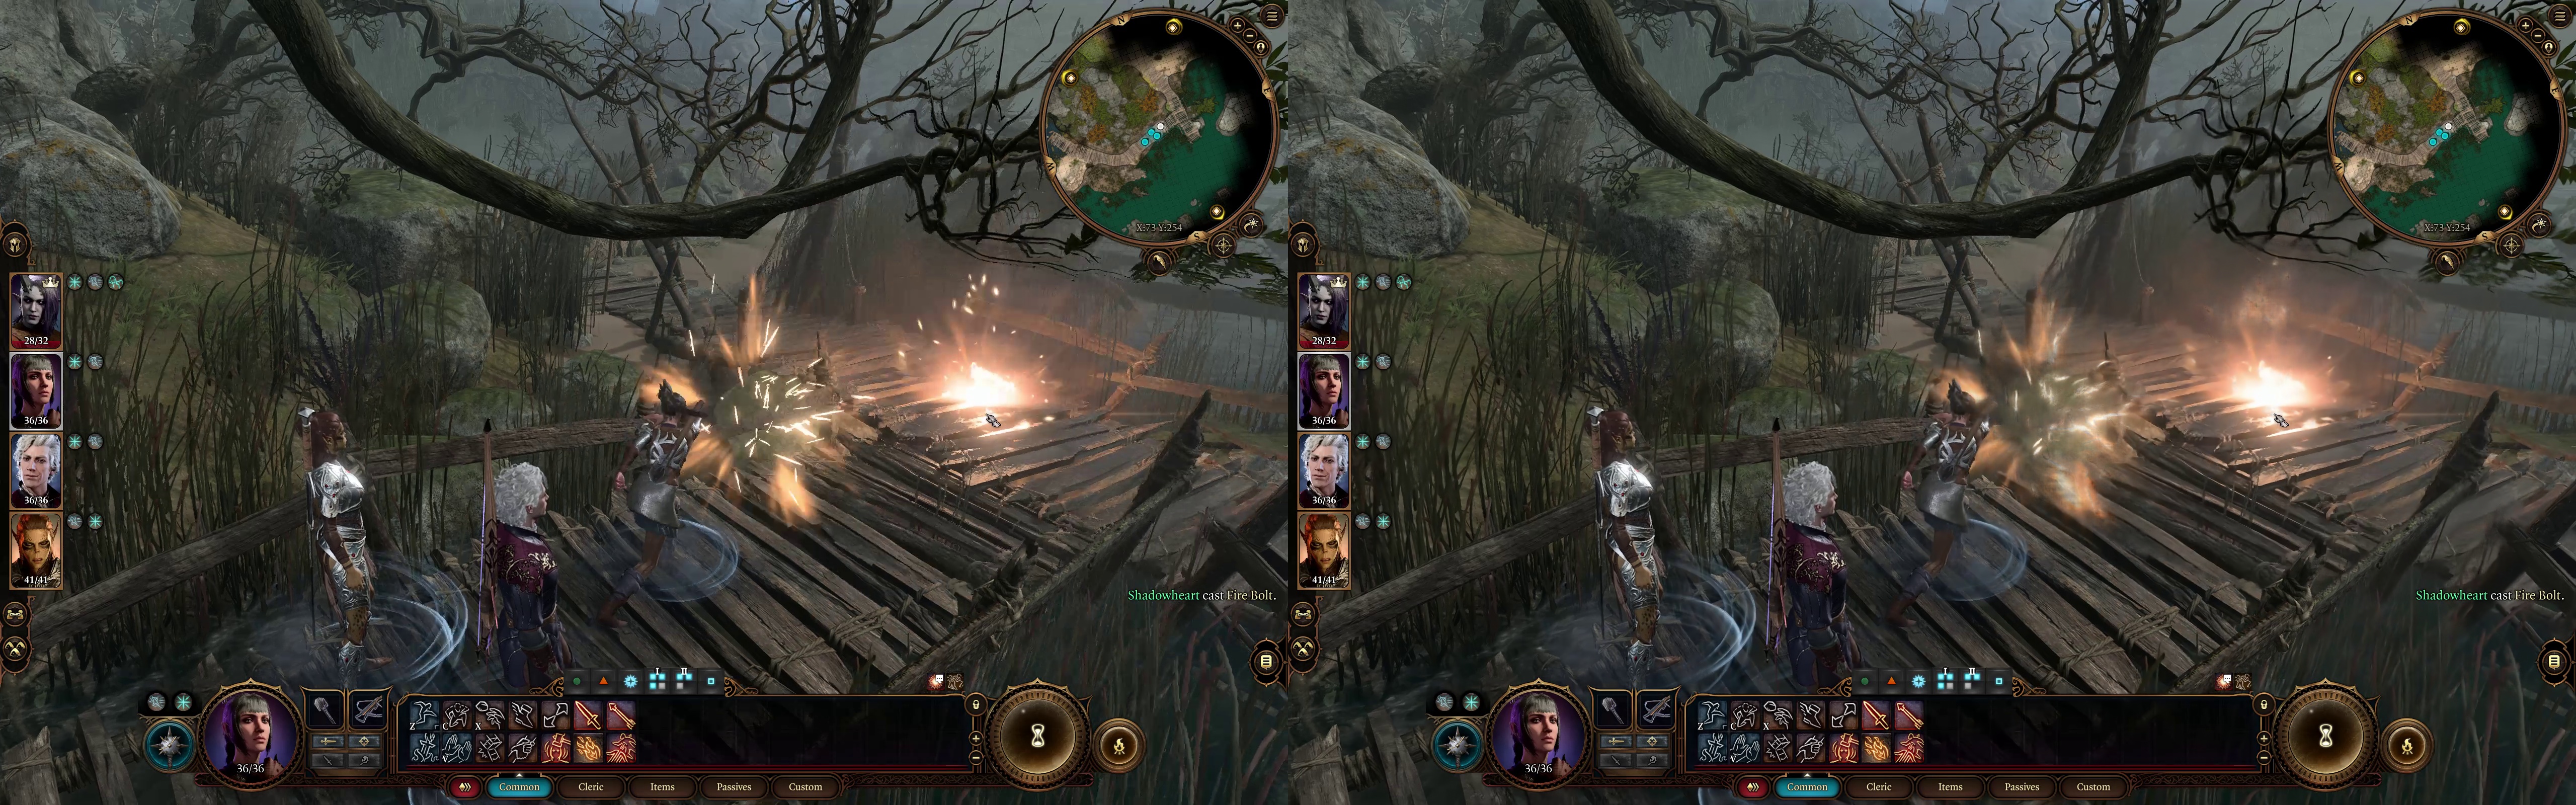 N
S
X:73 Y:254
28/32
36/36
36/36
41/41
Shadowheart cast Fire Bolt.
I
II
Z
C
X
V
36/36
Common
Cleric
Items
Passives
Custom
N
S
X:73 Y:254
28/32
36/36
36/36
41/41
Shadowheart cast Fire Bolt.
I
II
Z
C
X
V
36/36
Common
Cleric
Items
Passives
Custom